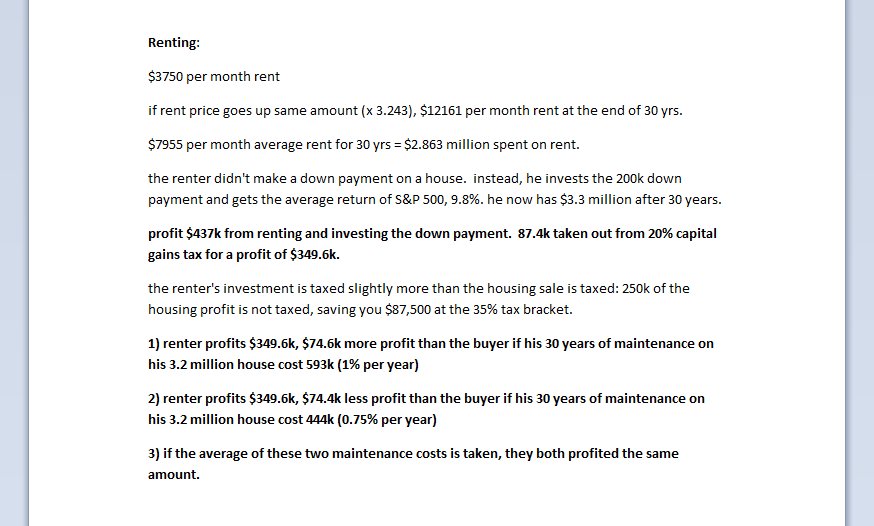 Renting:
$3750 per month rent
if rent price goes up same amount (x 3.243), $12161 per month rent at the end of 30 yrs.
$7955 per month average rent for 30 yrs = $2.863 million spent on rent.
the renter didn't make a down payment on a house.  instead, he invests the 200k down
payment and gets the average return of S&P 500, 9.8%. he now has $3.3 million after 30 years.
profit $437k from renting and investing the down payment.  87.4k taken out from 20% capital
gains tax for a profit of $349.6k.
the renter's investment is taxed slightly more than the housing sale is taxed: 250k of the
housing profit is not taxed, saving you $87,500 at the 35% tax bracket.
1) renter profits $349.6k, $74.6k more profit than the buyer if his 30 years of maintenance on
his 3.2 million house cost 593k (1% per year)
2) renter profits $349.6k, $74.4k less profit than the buyer if his 30 years of maintenance on
his 3.2 million house cost 444k (0.75% per year)
3) if the average of these two maintenance costs is taken, they both profited the same
amount.